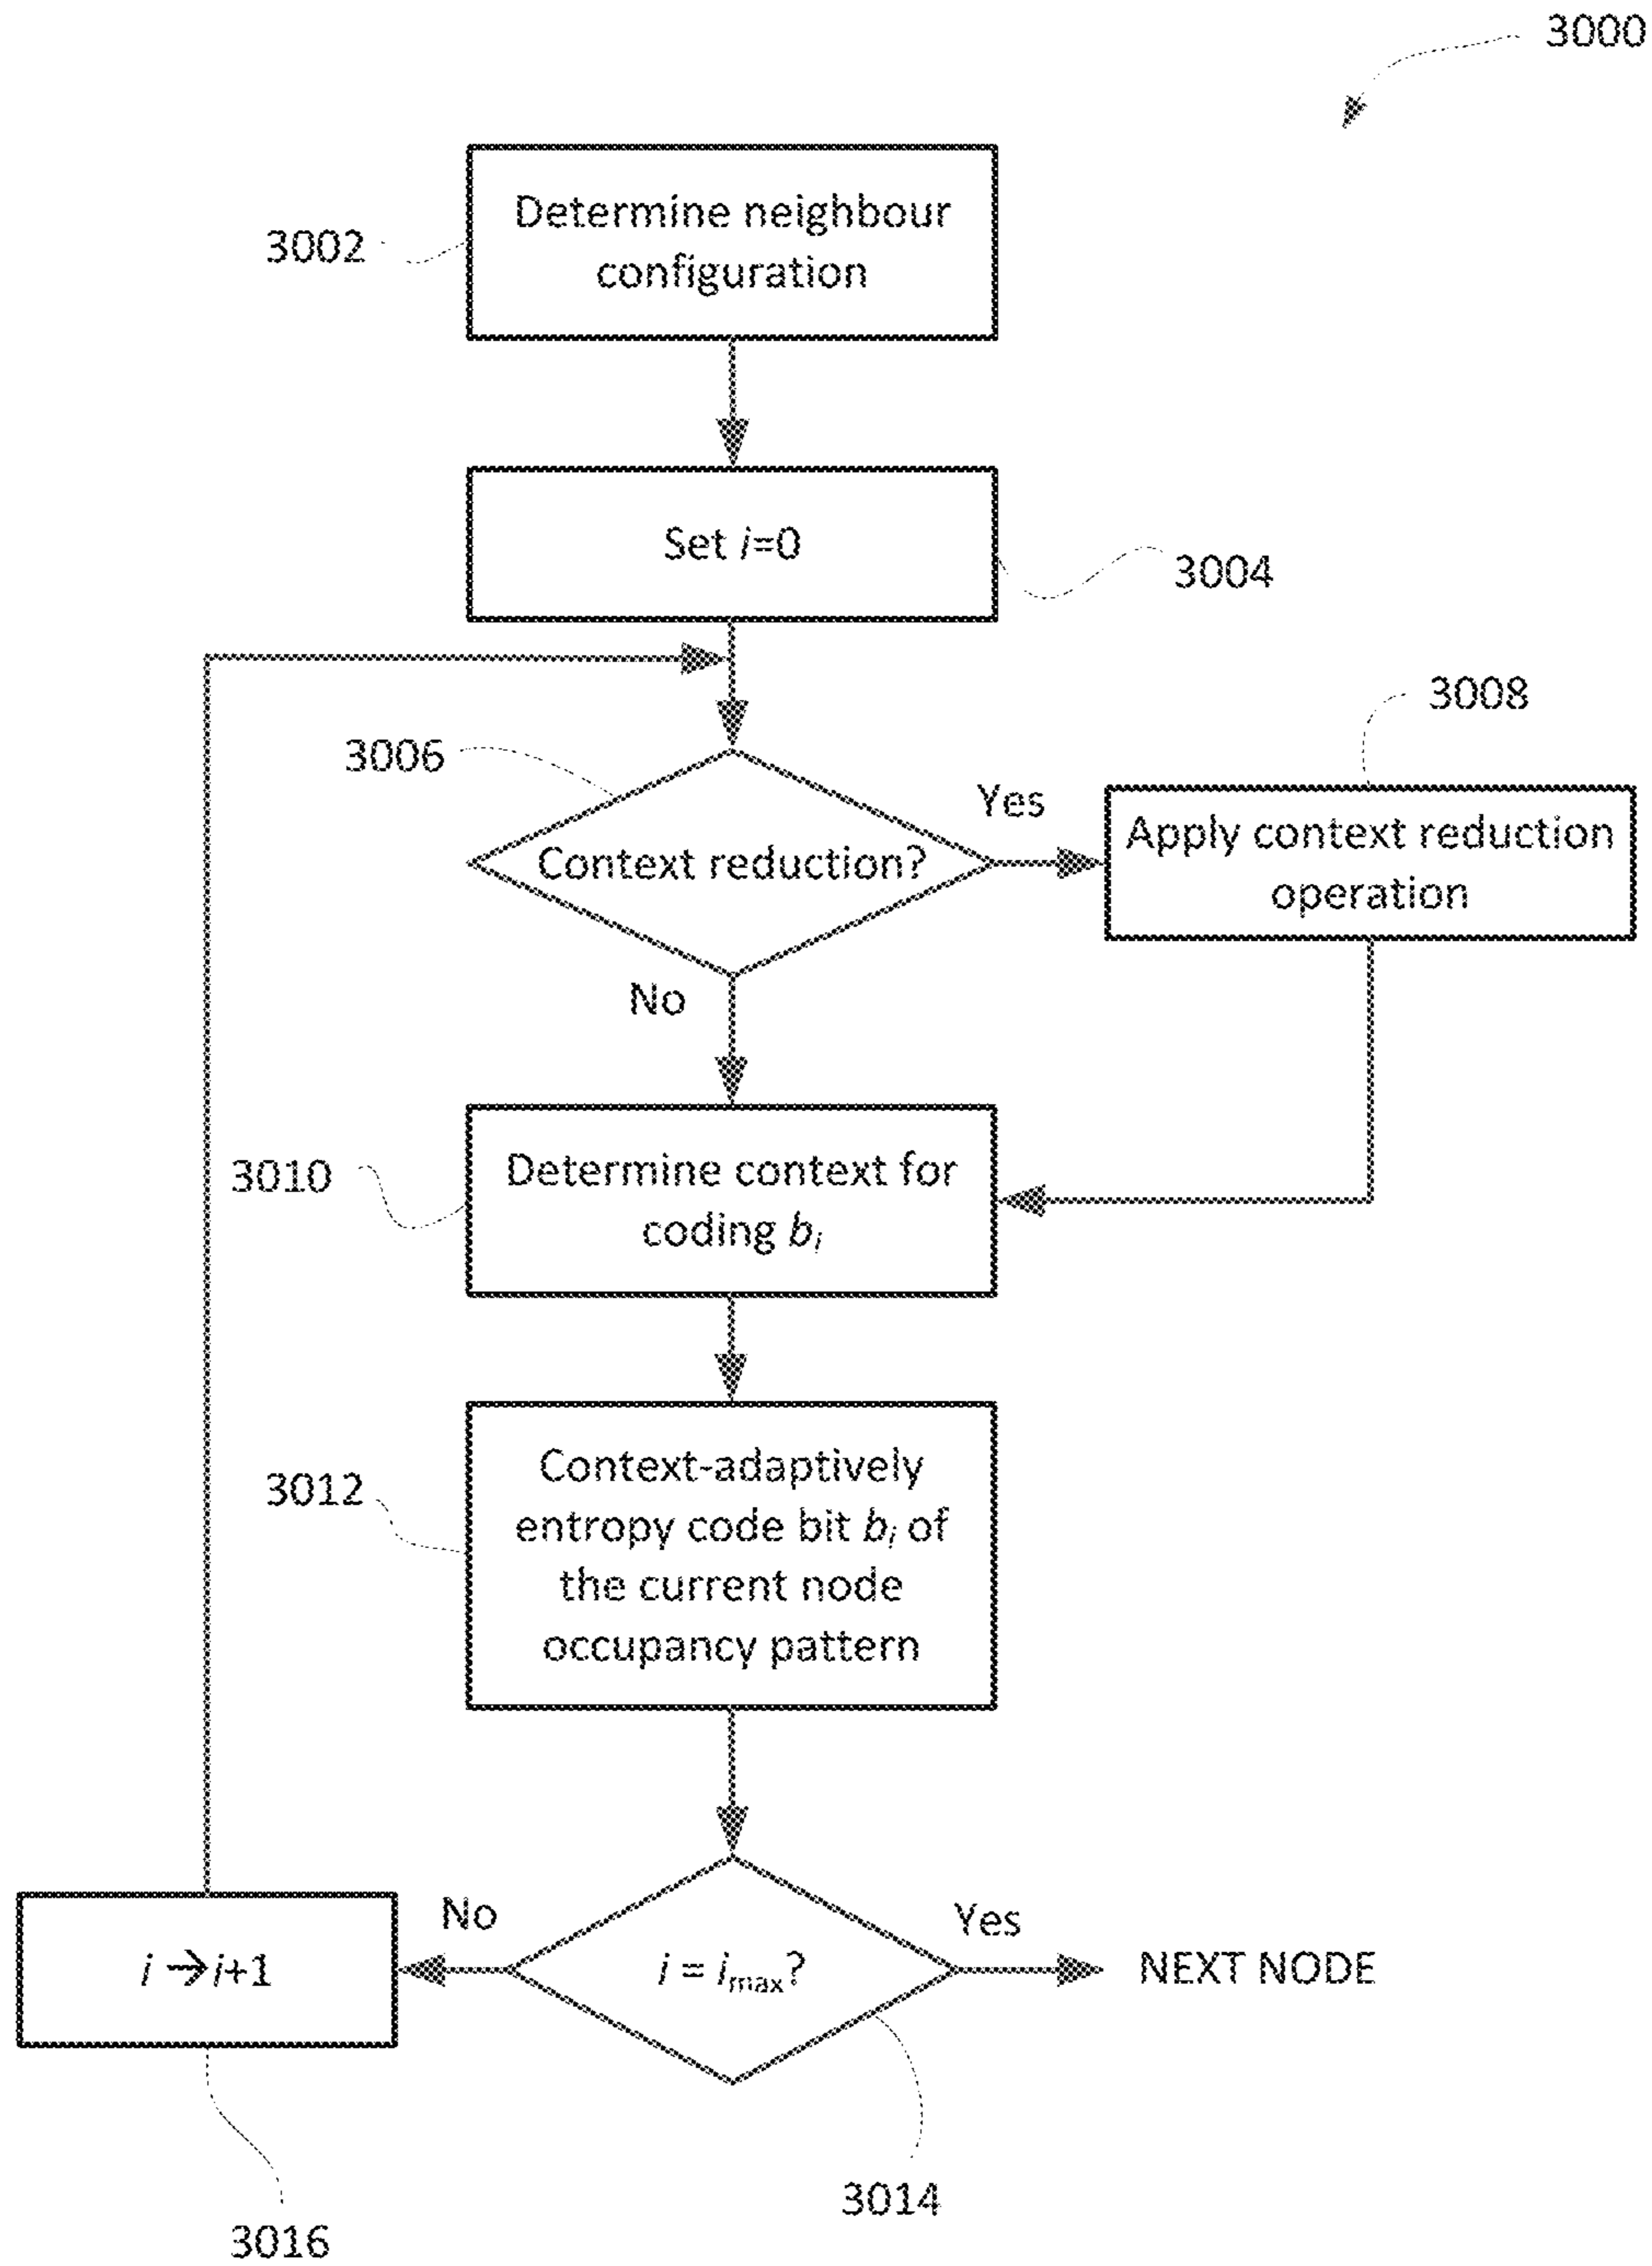 3000
Determine neighbour
configuration
3002
Set i=0
3004
3008
3006
Yes
Apply context reduction
operation
Context reduction?
No
Determine context for
coding bᵢ
3010
Context-adaptively
entropy code bit bᵢ of
the current node
occupancy pattern
3012
No
Yes
i →i+1
i = imax?
NEXT NODE
3014
3016